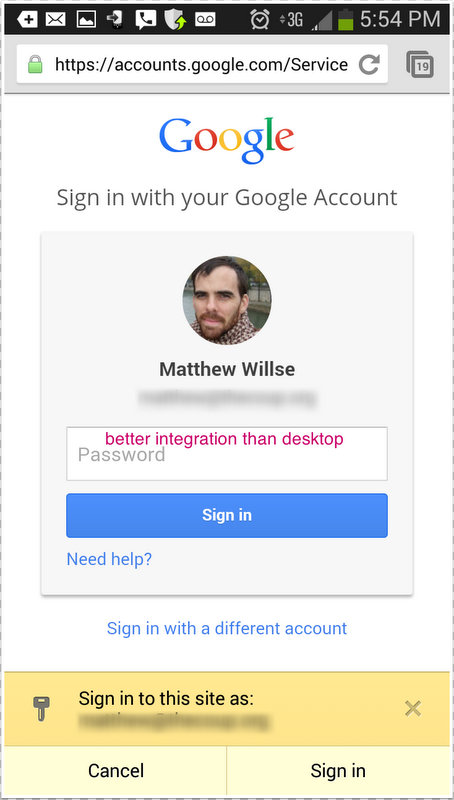 3G 5:54 PM
https://accounts.google.com/Service 19
Google
Sign in with your Google Account
Matthew Willse
better integration than desktop
Password
Sign in
Need help?
Sign in with a different account
Sign in to this site as:
Cancel Sign in